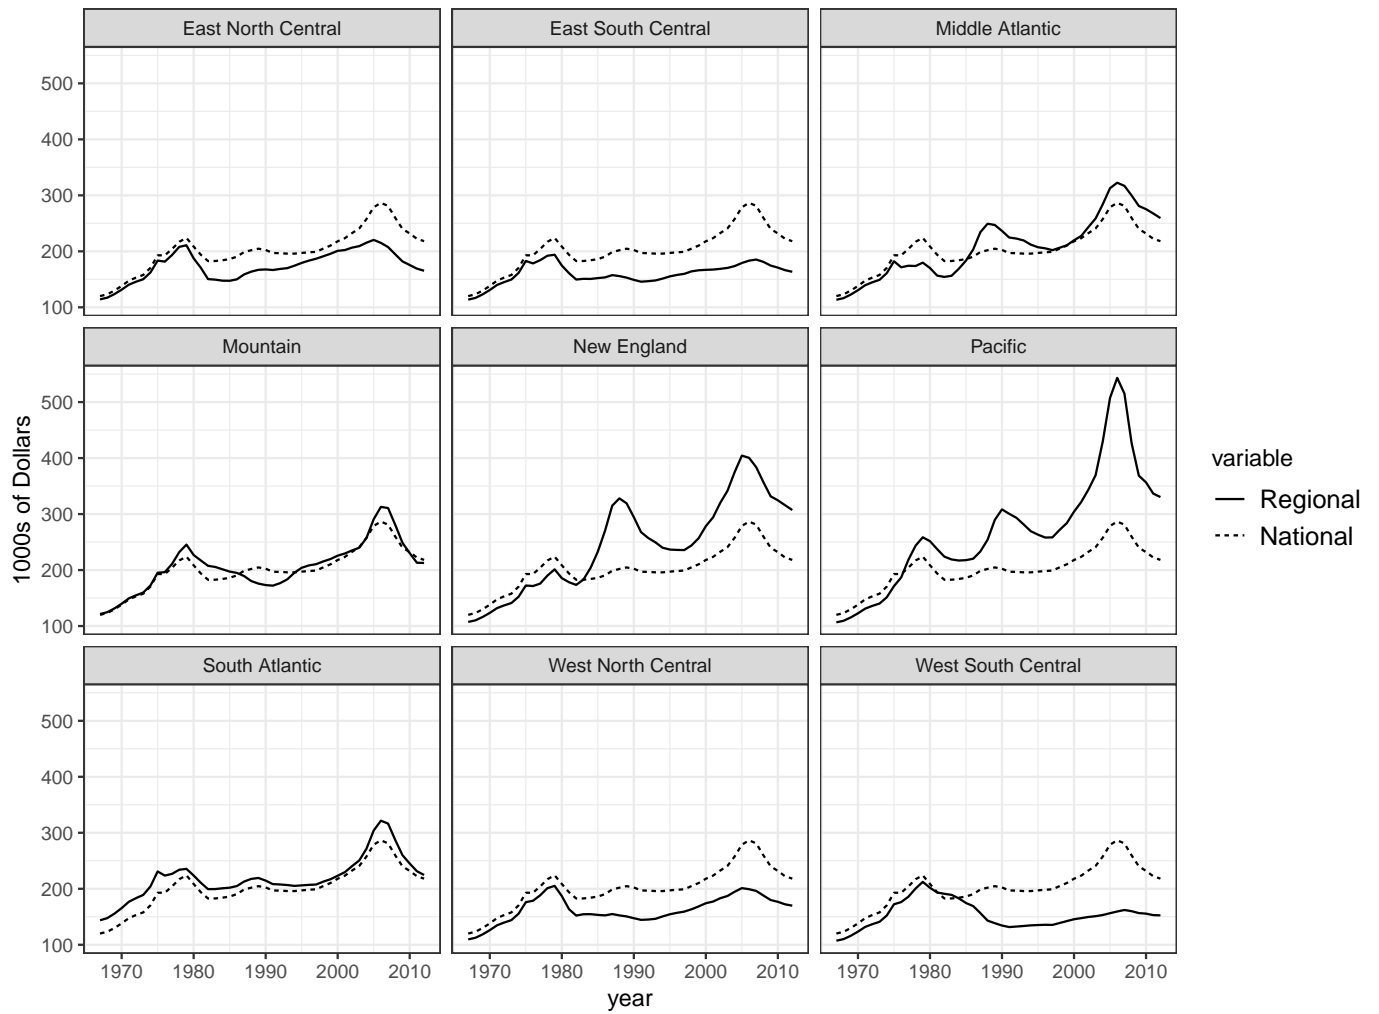 East North Central
East South Central
Middle Atlantic
500
400
300
200
100
Mountain
New England
Pacific
500
400
300
200
100
South Atlantic
West North Central
West South Central
500
400
300
200
100
1970 1980 1990 2000 2010
1970 1980 1990 2000 2010
1970 1980 1990 2000 2010
year
1000s of Dollars
variable
Regional
National